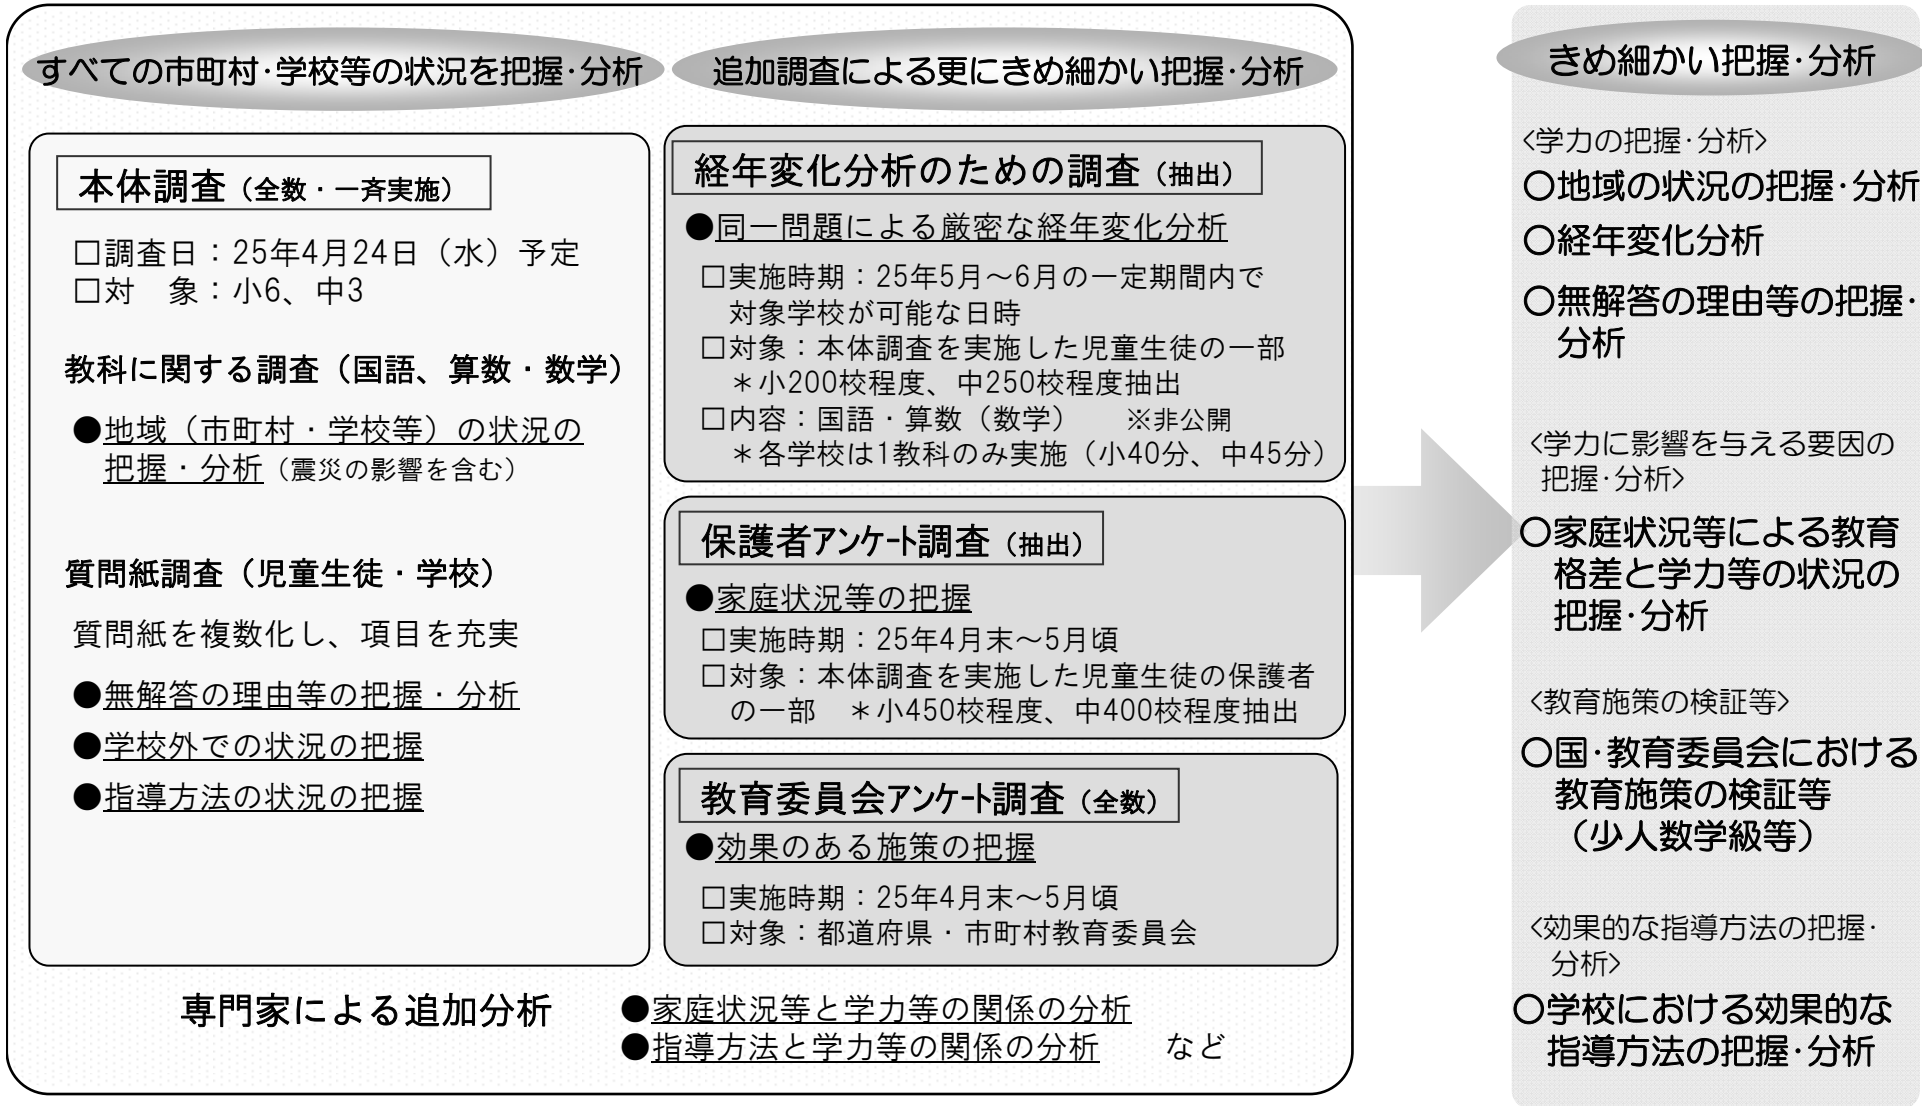 すべての市町村･学校等の状況を把握･分析
本体調査（全数・一斉実施）
□調査日：25年4月24日（水）予定
□対　象：小6、中3
教科に関する調査（国語、算数・数学）
●地域（市町村・学校等）の状況の
把握・分析（震災の影響を含む）
質問紙調査（児童生徒・学校）
質問紙を複数化し、項目を充実
●無解答の理由等の把握・分析
●学校外での状況の把握
●指導方法の状況の把握
追加調査による更にきめ細かい把握･分析
経年変化分析のための調査（抽出）
●同一問題による厳密な経年変化分析
□実施時期：25年5月～6月の一定期間内で
対象学校が可能な日時
□対象：本体調査を実施した児童生徒の一部
＊小200校程度、中250校程度抽出
□内容：国語・算数（数学）　※非公開
＊各学校は1教科のみ実施（小40分、中45分）
保護者アンケート調査（抽出）
●家庭状況等の把握
□実施時期：25年4月末～5月頃
□対象：本体調査を実施した児童生徒の保護者
の一部　＊小450校程度、中400校程度抽出
教育委員会アンケート調査（全数）
●効果のある施策の把握
□実施時期：25年4月末～5月頃
□対象：都道府県・市町村教育委員会
専門家による追加分析
●家庭状況等と学力等の関係の分析
●指導方法と学力等の関係の分析　など
きめ細かい把握･分析
<学力の把握･分析>
○地域の状況の把握･分析
○経年変化分析
○無解答の理由等の把握･
分析
<学力に影響を与える要因の
把握･分析>
○家庭状況等による教育
格差と学力等の状況の
把握･分析
<教育施策の検証等>
○国･教育委員会における
教育施策の検証等
（少人数学級等）
<効果的な指導方法の把握･
分析>
○学校における効果的な
指導方法の把握･分析